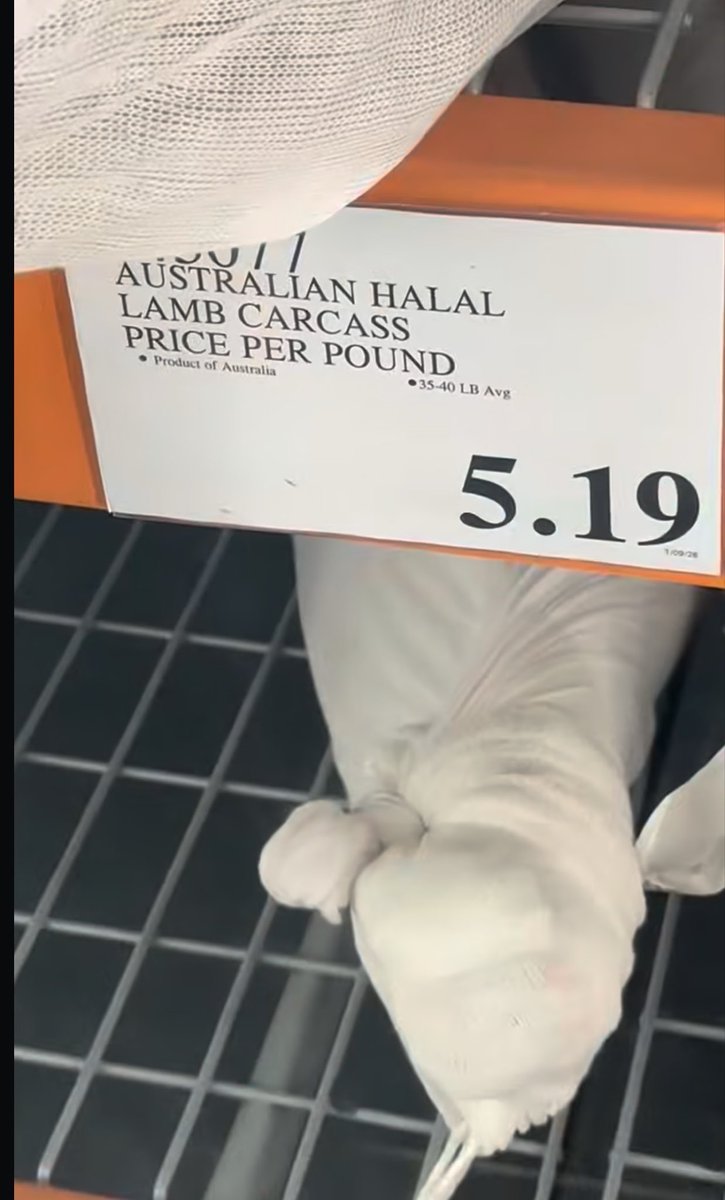 AUSTRALIAN HALAL
LAMB CARCASS
PRICE PER POUND
• Product of Australia
• 35-40 LB Avg
5.19